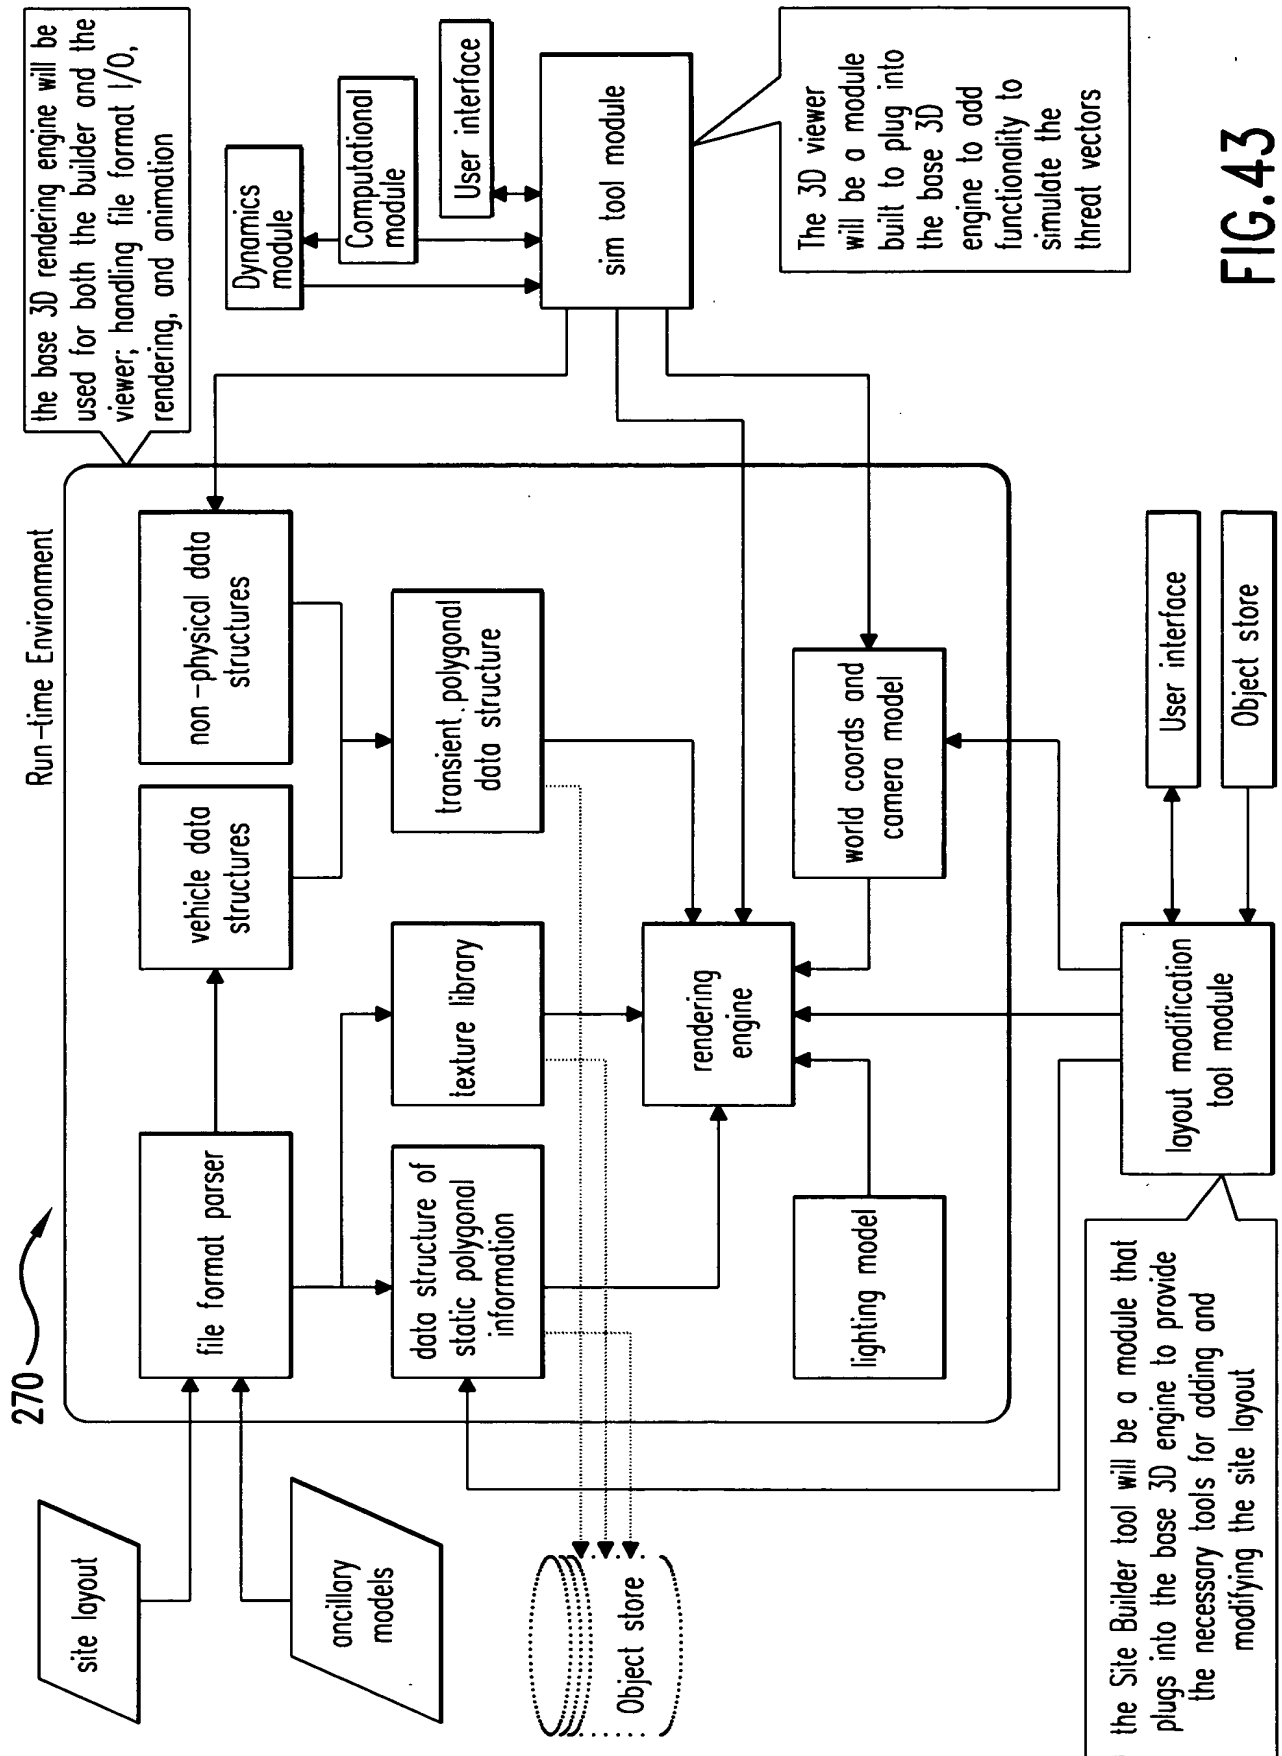 270
Run-time Environment
the base 3D rendering engine will be
used for both the builder and the
viewer; handling file format I/O,
rendering, and animation
site layout
ancillary
models
file format parser
vehicle data
structures
non-physical data
structures
Dynamics
module
Computational
module
User interface
data structure of
static polygonal
information
texture library
transient polygonal
data structure
sim tool module
Object store
rendering
engine
lighting model
world coords and
camera model
The 3D viewer
will be a module
built to plug into
the base 3D
engine to add
functionality to
simulate the
threat vectors
the Site Builder tool will be a module that
plugs into the base 3D engine to provide
the necessary tools for adding and
modifying the site layout
layout modification
tool module
User interface
Object store
FIG.43